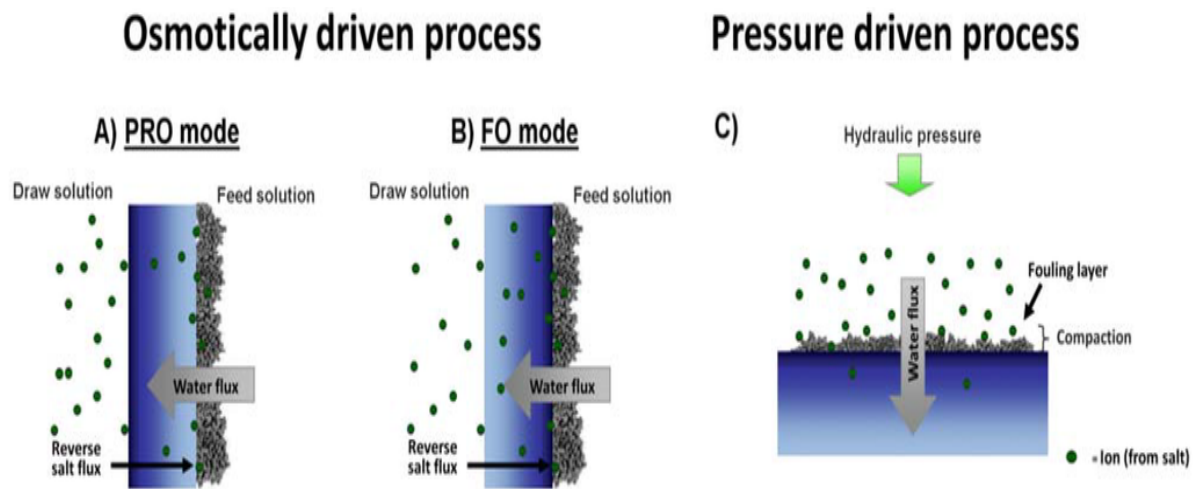 Osmotically driven process
Pressure driven process
A) PRO mode
B) FO mode
C)
Hydraulic pressure
Draw solution
Feed solution
Draw solution
Feed solution
Fouling layer
Compaction
Water flux
Water flux
Water flux
Reverse
salt flux
Reverse
salt flux
= Ion (from salt)